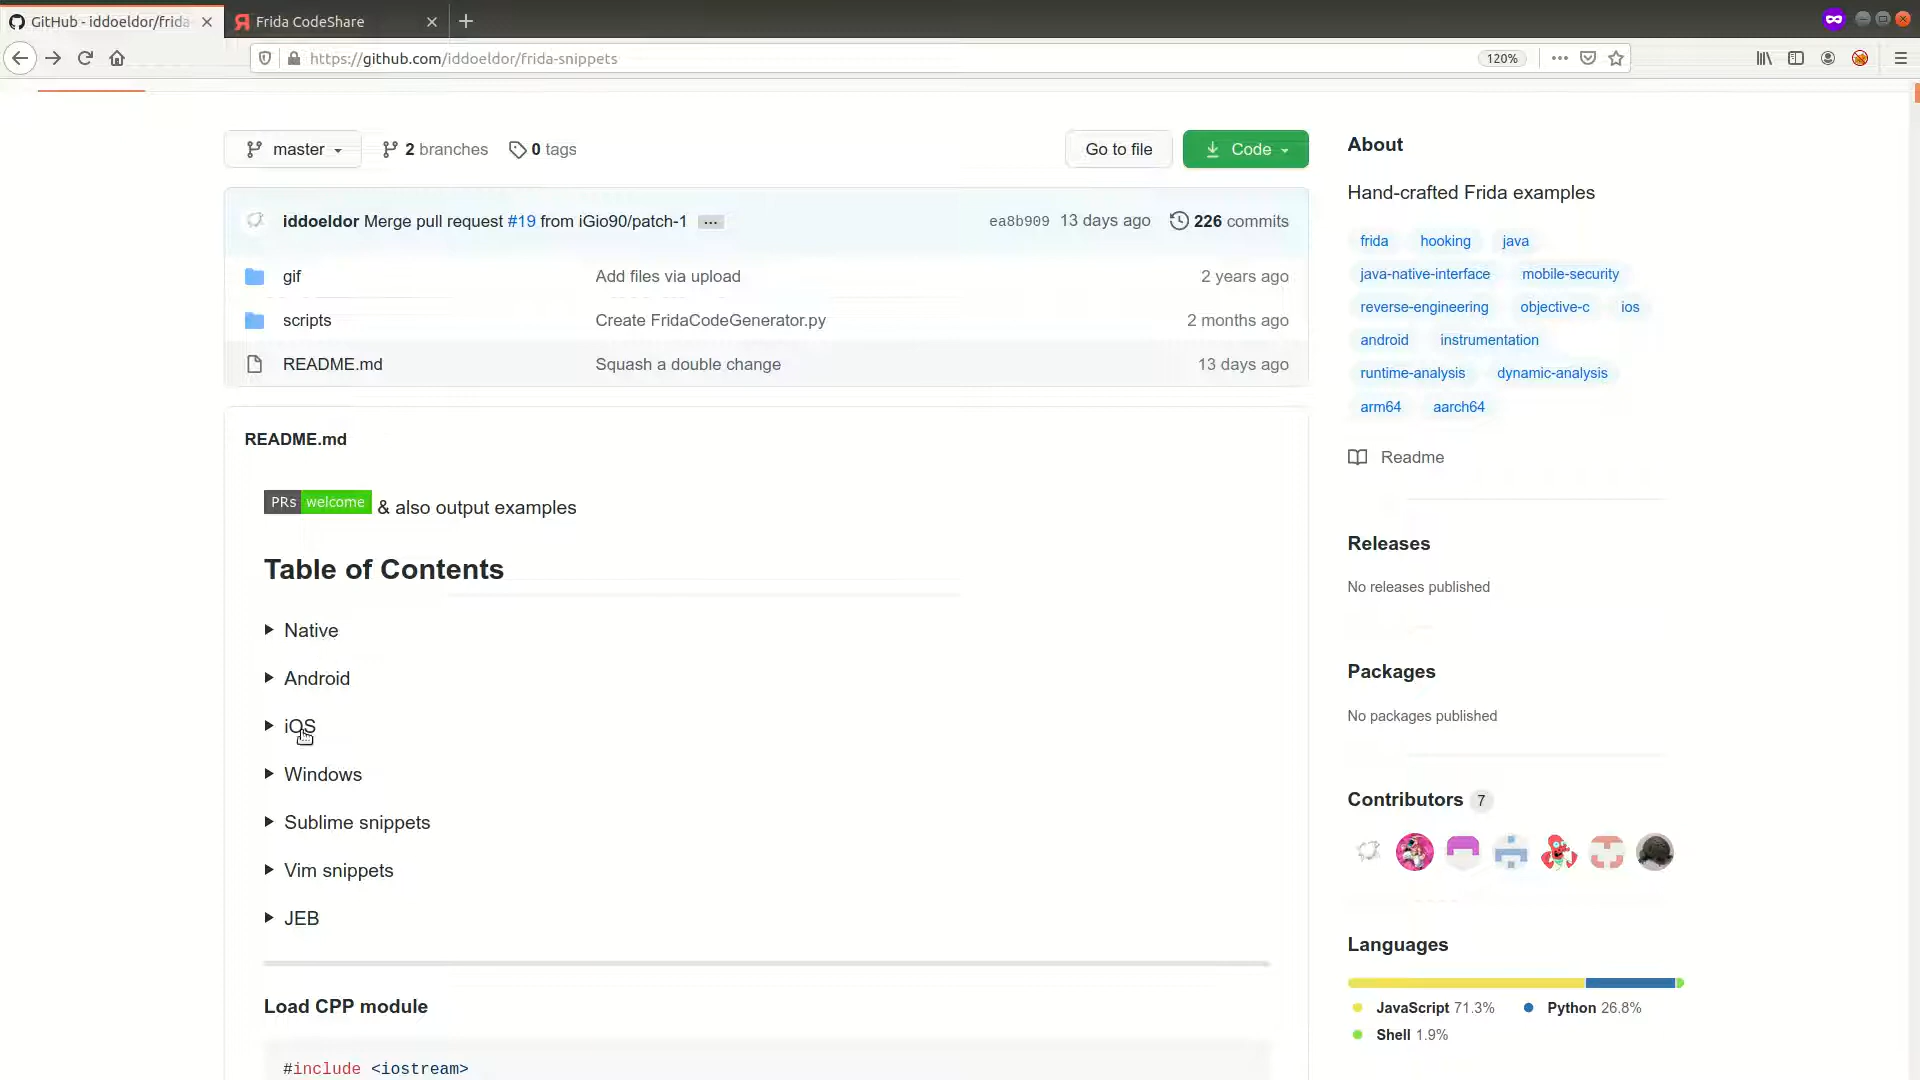 GitHub - iddoeldor/frida
Frida CodeShare
https://github.com/iddoeldor/frida-snippets
120%
master
2 branches
0 tags
Go to file
Code
iddoeldor Merge pull request #19 from iGio90/patch-1 ...
ea8b909 13 days ago
226 commits
gif
Add files via upload
2 years ago
scripts
Create FridaCodeGenerator.py
2 months ago
README.md
Squash a double change
13 days ago
README.md
PRs welcome & also output examples
Table of Contents
Native
Android
iOS
Windows
Sublime snippets
Vim snippets
JEB
Load CPP module
#include <iostream>
About
Hand-crafted Frida examples
frida hooking java
java-native-interface mobile-security
reverse-engineering objective-c ios
android instrumentation
runtime-analysis dynamic-analysis
arm64 aarch64
Readme
Releases
No releases published
Packages
No packages published
Contributors 7
Languages
JavaScript 71.3% Python 26.8%
Shell 1.9%